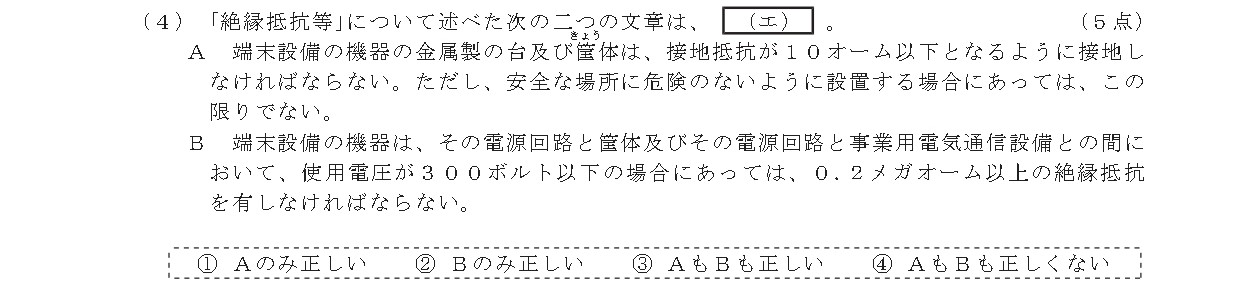 (4) 「絶縁抵抗等」について述べた次の二つの文章は、 (エ) 。 (5点)
きょう
A 端末設備の機器の金属製の台及び筐体は、接地抵抗が10オーム以下となるように接地し
なければならない。ただし、安全な場所に危険のないように設置する場合にあっては、この
限りでない。
B 端末設備の機器は、その電源回路と筐体及びその電源回路と事業用電気通信設備との間に
おいて、使用電圧が300ボルト以下の場合にあっては、0.2メガオーム以上の絶縁抵抗
を有しなければならない。
① Aのみ正しい ② Bのみ正しい ③ AもBも正しい ④ AもBも正しくない